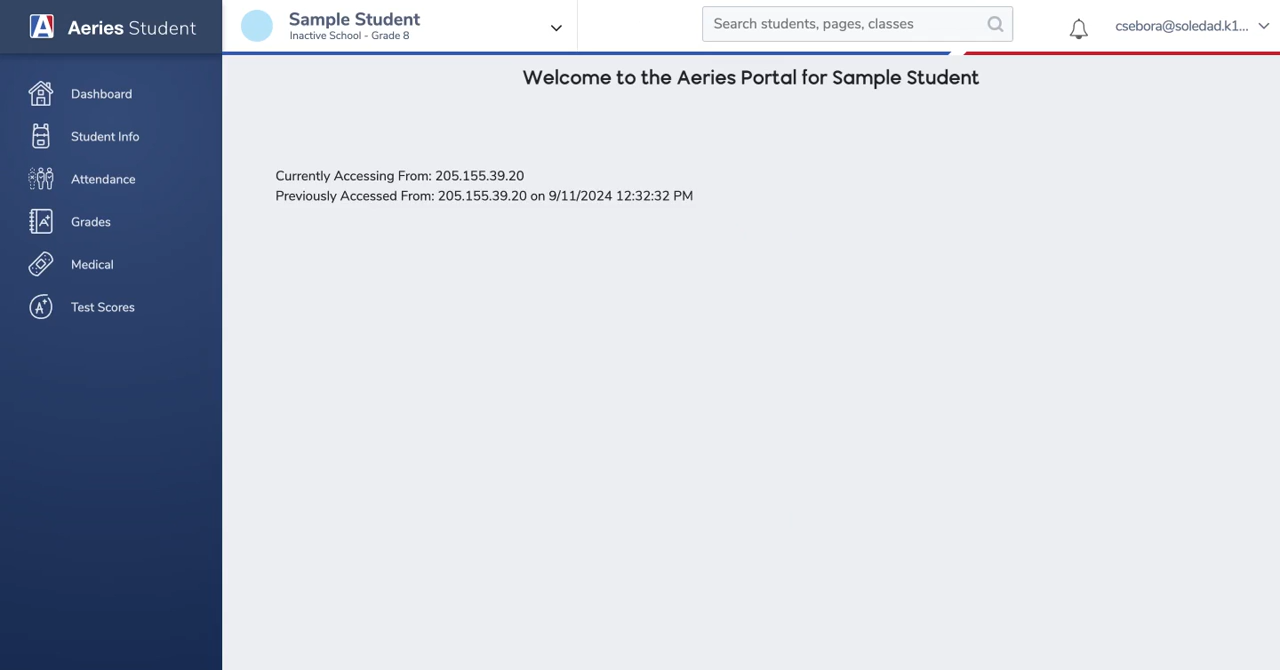 Aeries Student
Sample Student
Inactive School - Grade 8
Search students, pages, classes
csebora@soledad.k1...
Dashboard
Student Info
Attendance
Grades
Medical
Test Scores
Welcome to the Aeries Portal for Sample Student
Currently Accessing From: 205.155.39.20
Previously Accessed From: 205.155.39.20 on 9/11/2024 12:32:32 PM